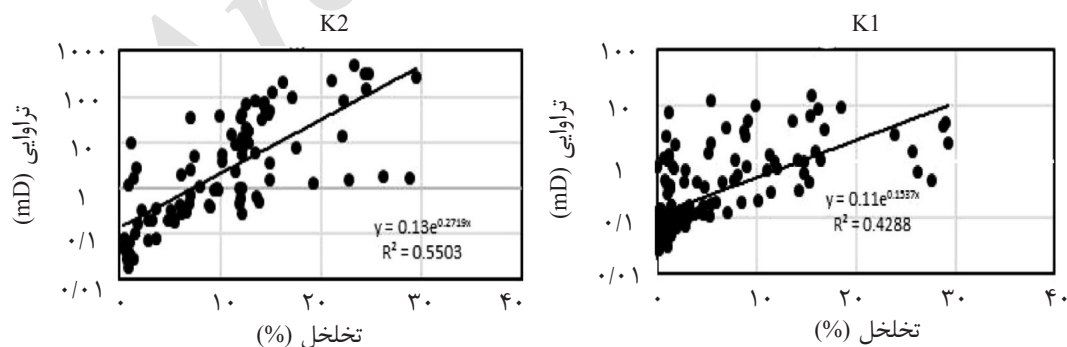 K2
۱۰۰۰
۱۰۰
۱۰
۱
۰/۱
۰/۰۱
تراوایی (mD)
y = 0.13e^0.2719x
R² = 0.5503
۰ ۱۰ ۲۰ ۳۰ ۴۰
تخلخل (%)
K1
۱۰۰
۱۰
۱
۰/۱
۰/۰۱
تراوایی (mD)
y = 0.11e^0.1537x
R² = 0.4288
۰ ۱۰ ۲۰ ۳۰ ۴۰
تخلخل (%)